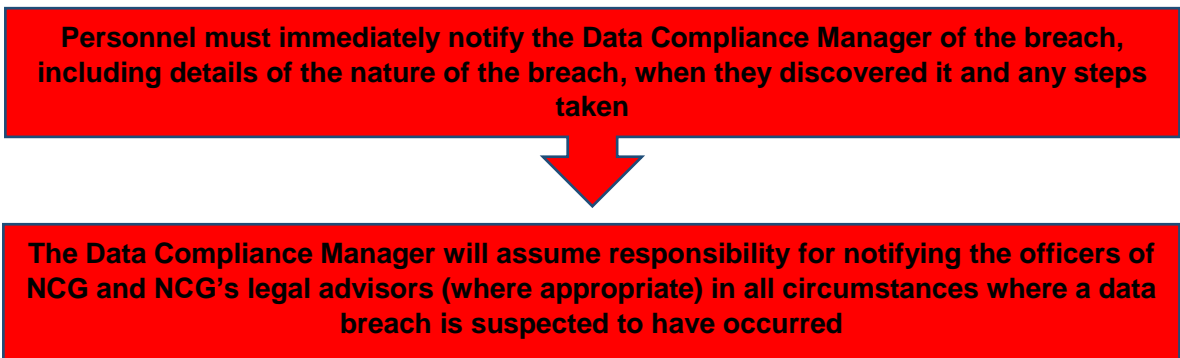 Personnel must immediately notify the Data Compliance Manager of the breach,
including details of the nature of the breach, when they discovered it and any steps
taken
The Data Compliance Manager will assume responsibility for notifying the officers of
NCG and NCG’s legal advisors (where appropriate) in all circumstances where a data
breach is suspected to have occurred